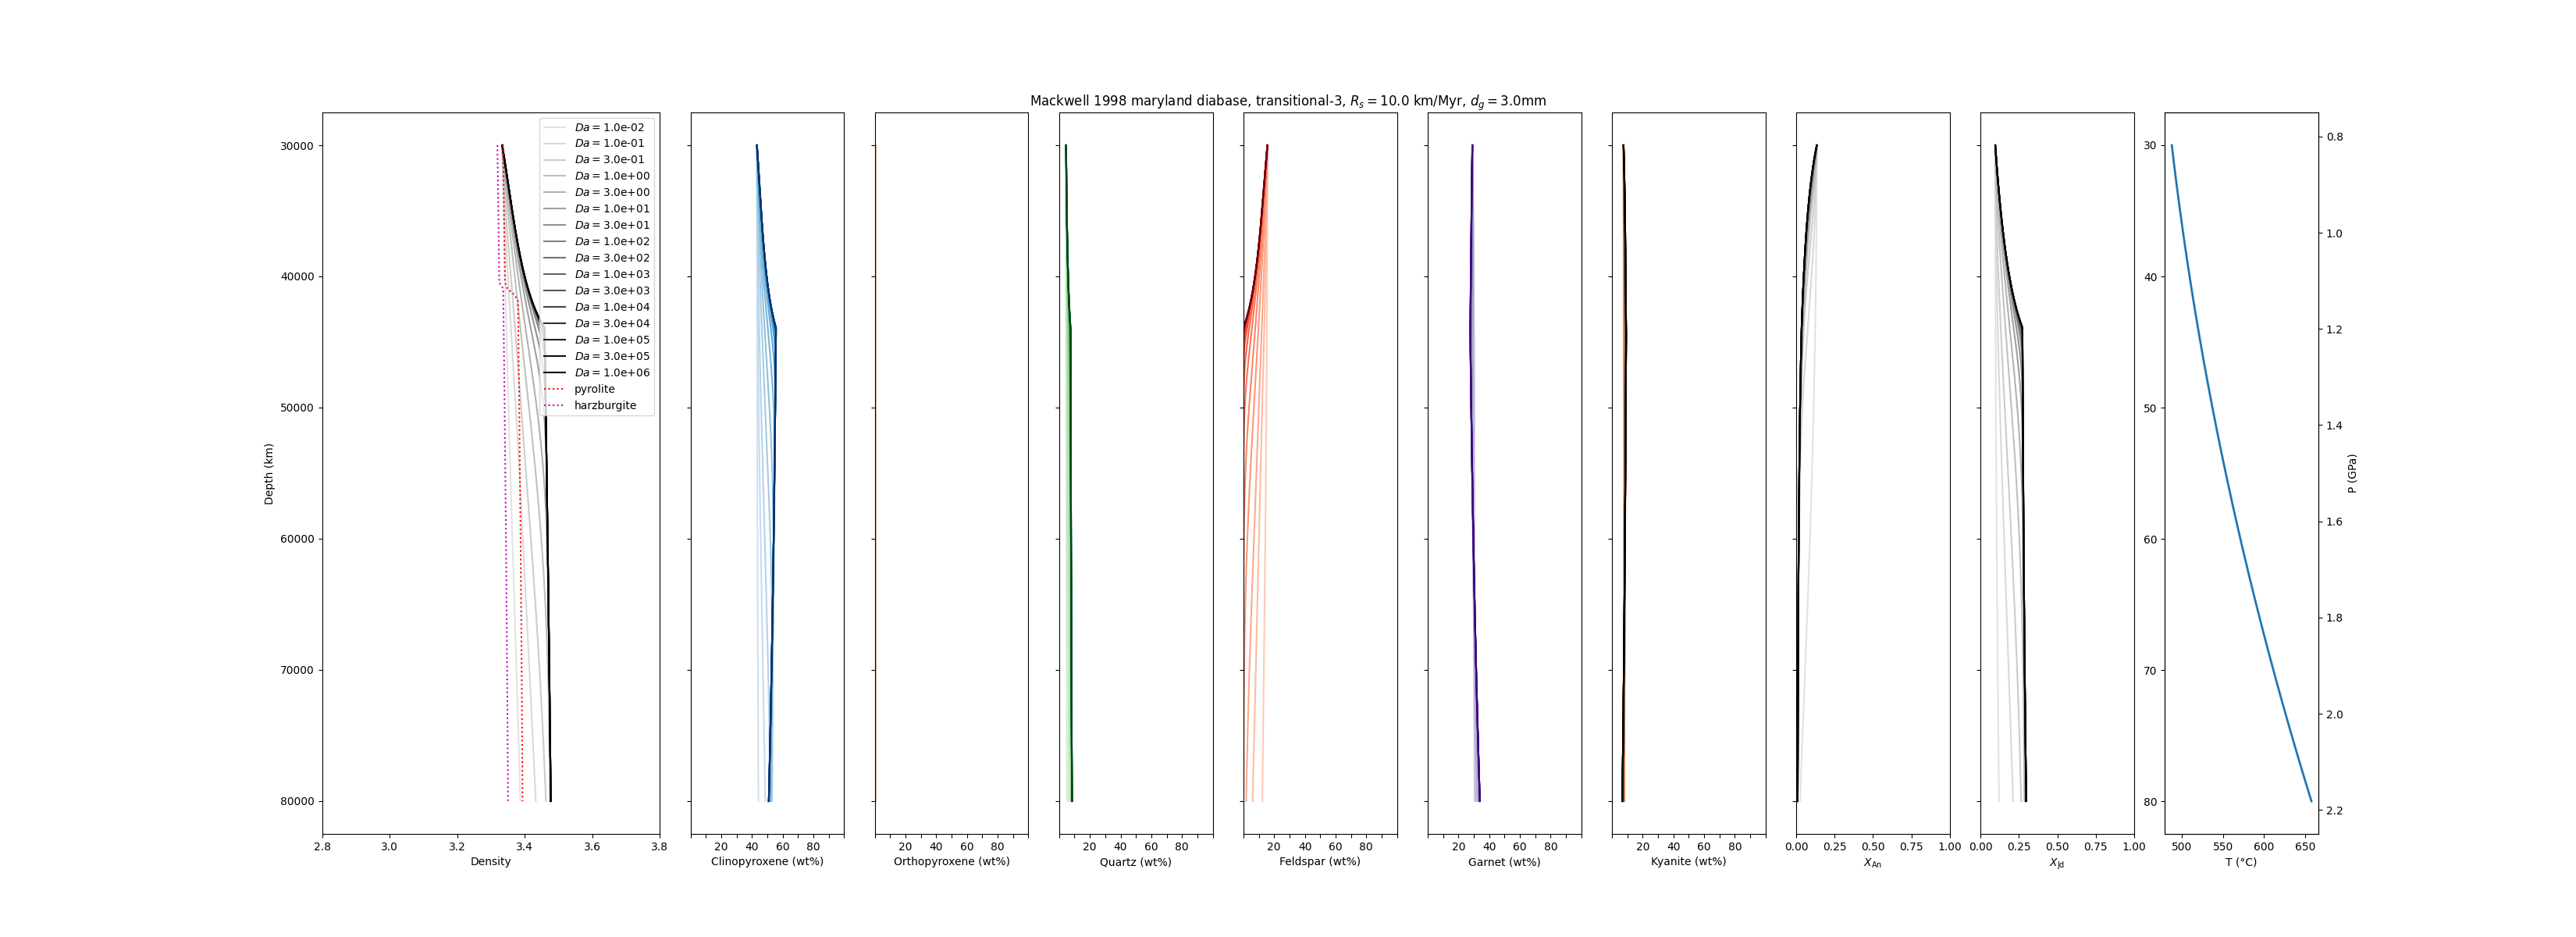 Mackwell 1998 maryland diabase, transitional-3, R_s = 10.0 km/Myr, d_g = 3.0mm
Da = 1.0e-02
Da = 1.0e-01
Da = 3.0e-01
Da = 1.0e+00
Da = 3.0e+00
Da = 1.0e+01
Da = 3.0e+01
Da = 1.0e+02
Da = 3.0e+02
Da = 1.0e+03
Da = 3.0e+03
Da = 1.0e+04
Da = 3.0e+04
Da = 1.0e+05
Da = 3.0e+05
Da = 1.0e+06
pyrolite
harzburgite
Depth (km)
30000
40000
50000
60000
70000
80000
2.8 3.0 3.2 3.4 3.6 3.8
Density
20 40 60 80
Clinopyroxene (wt%)
20 40 60 80
Orthopyroxene (wt%)
20 40 60 80
Quartz (wt%)
20 40 60 80
Feldspar (wt%)
20 40 60 80
Garnet (wt%)
20 40 60 80
Kyanite (wt%)
0.00 0.25 0.50 0.75 1.00
X_An
0.00 0.25 0.50 0.75 1.00
X_Jd
30
40
50
60
70
80
500 550 600 650
T (°C)
0.8
1.0
1.2
1.4
1.6
1.8
2.0
2.2
P (GPa)